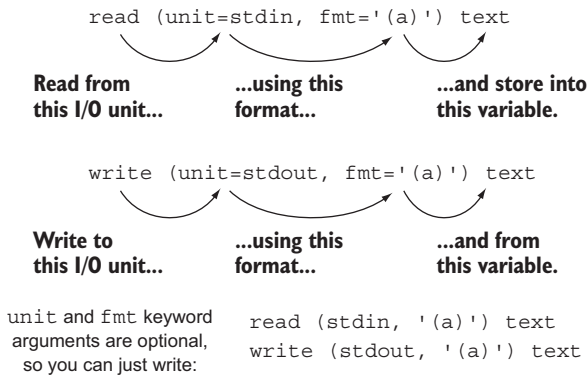 read (unit=stdin, fmt='(a)') text
Read from ...using this ...and store into
this I/O unit... format... this variable.
write (unit=stdout, fmt='(a)') text
Write to ...using this ...and from
this I/O unit... format... this variable.
unit and fmt keyword
arguments are optional,
so you can just write:
read (stdin, '(a)') text
write (stdout, '(a)') text